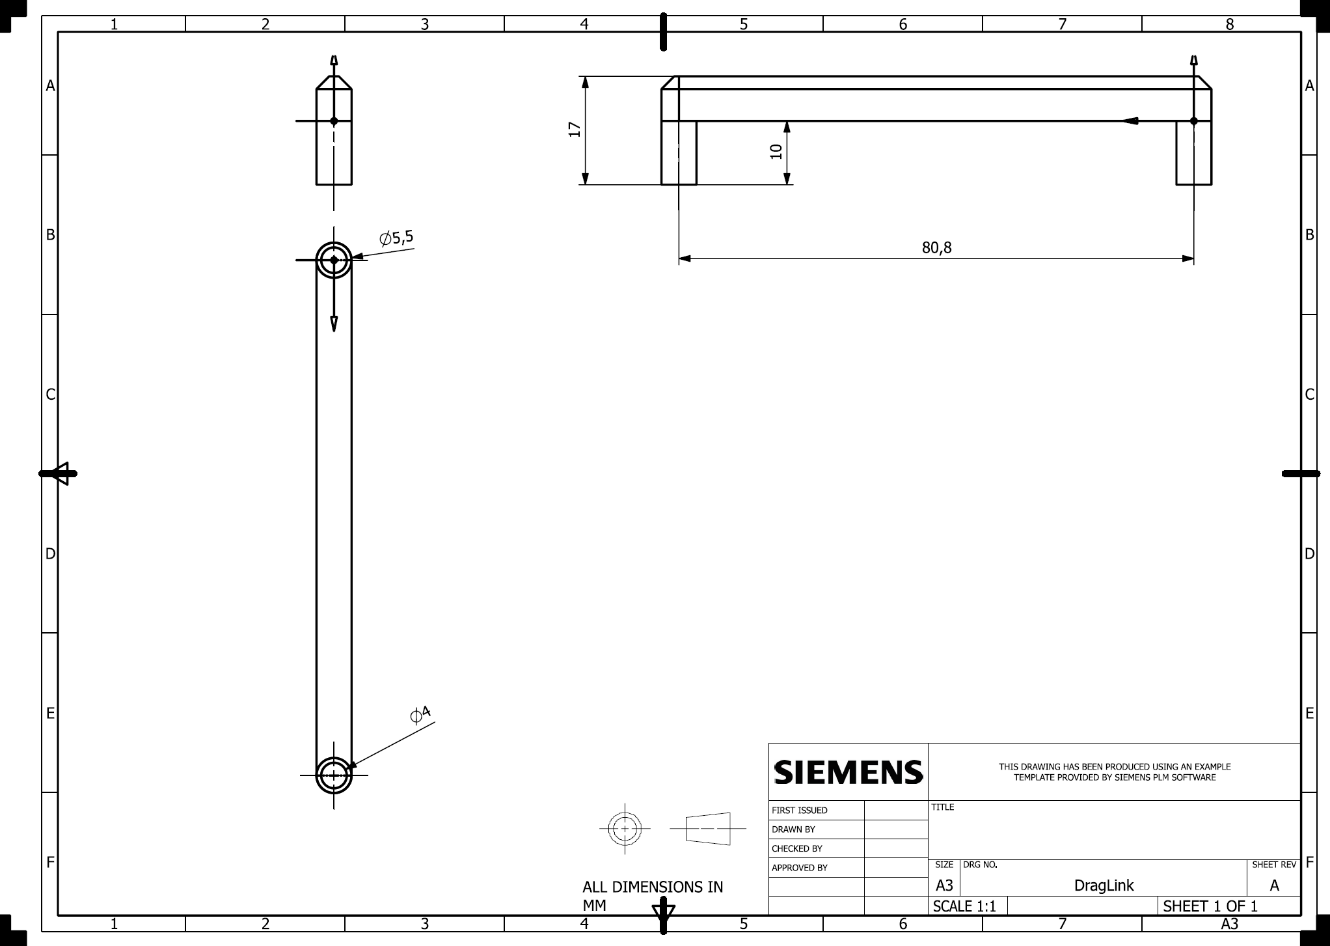 1 2 3 4 5 6 7 8
A A
17
10
B B
∅5,5
80,8
C C
D D
∅4
E E
SIEMENS
THIS DRAWING HAS BEEN PRODUCED USING AN EXAMPLE
TEMPLATE PROVIDED BY SIEMENS PLM SOFTWARE
FIRST ISSUED
TITLE
DRAWN BY
CHECKED BY
APPROVED BY
SIZE DRG NO. SHEET REV
F F
A3 DragLink A
ALL DIMENSIONS IN
MM
SCALE 1:1 SHEET 1 OF 1
1 2 3 4 5 6 7 A3